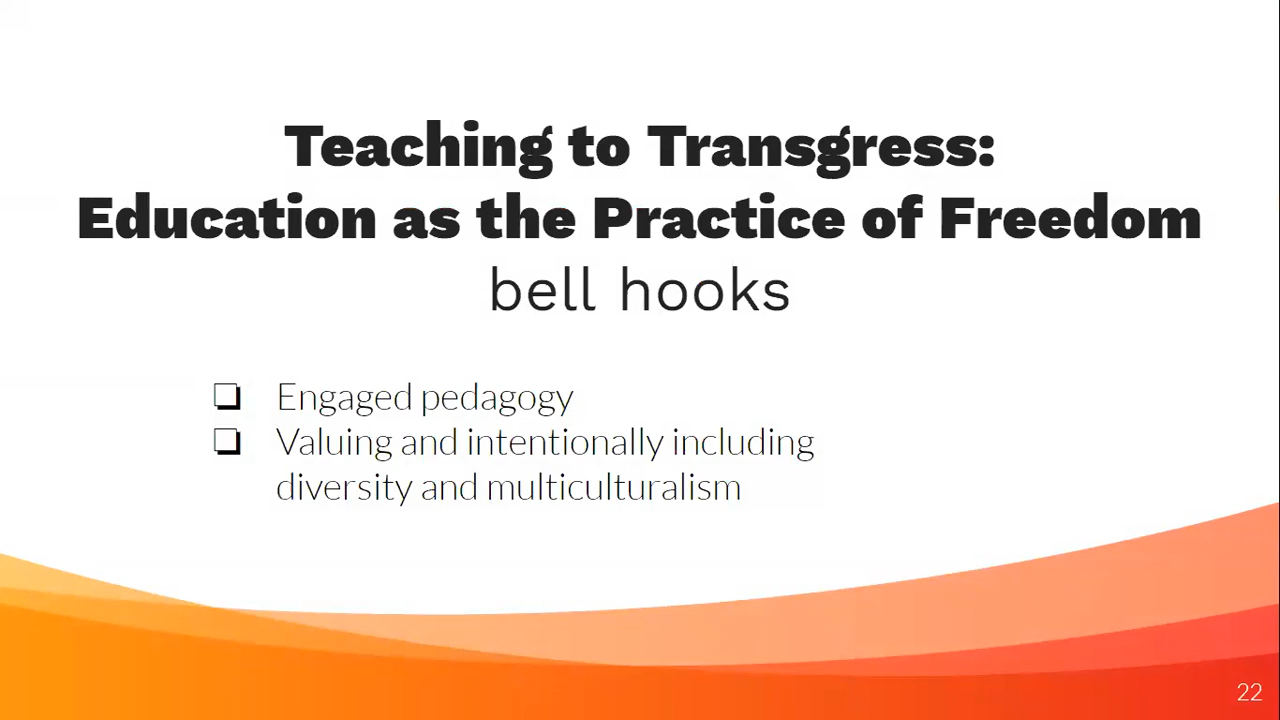 Teaching to Transgress:
Education as the Practice of Freedom
bell hooks
❏ Engaged pedagogy
❏ Valuing and intentionally including
diversity and multiculturalism
22